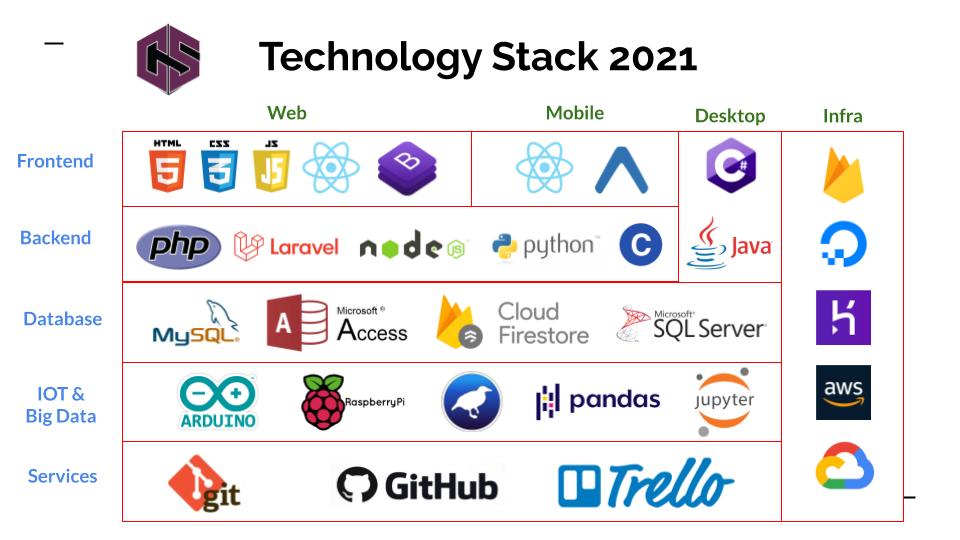 Technology Stack 2021
Web
Mobile
Desktop
Infra
Frontend
HTML
5
CSS
3
JS
JS
B
C#
Backend
php
Laravel
node
JS
python™
C
Java
Database
MySQL®
A
Microsoft®
Access
Cloud
Firestore
Microsoft®
SQL Server®
aws
IOT &
Big Data
ARDUINO
RaspberryPi
pandas
jupyter
Services
git
GitHub
Trello